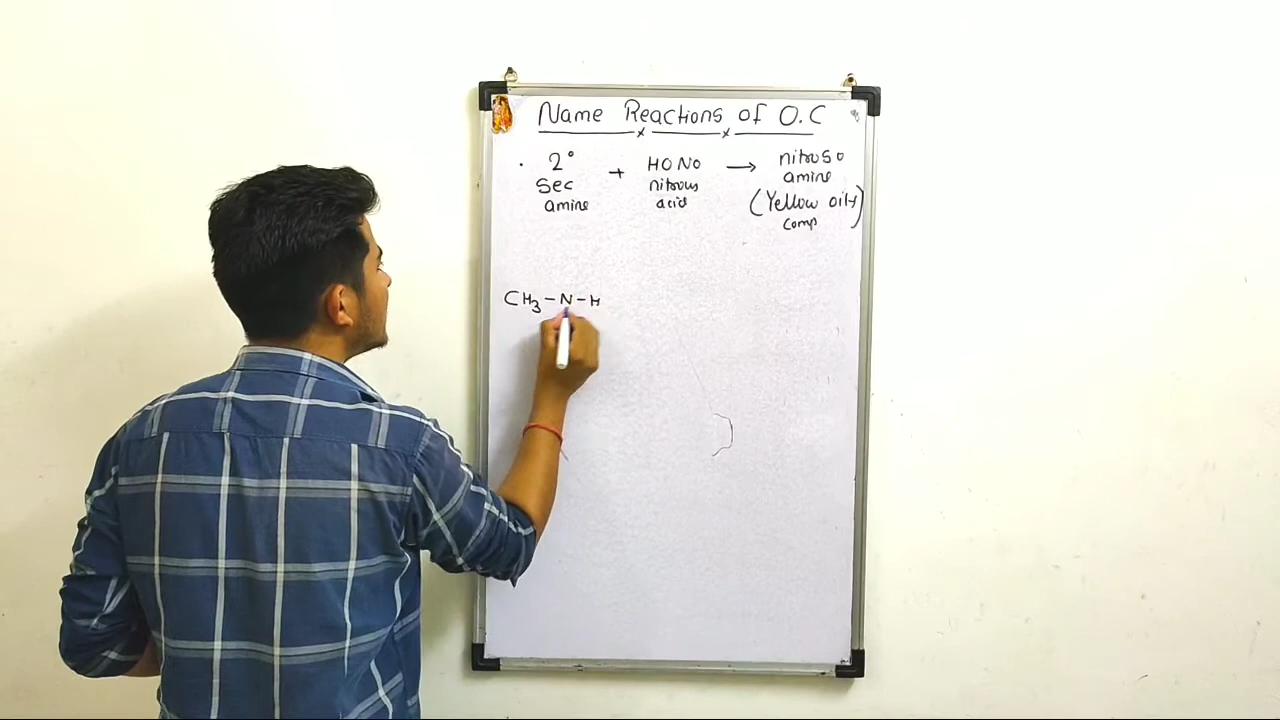 Name Reactions of O.C
. 2° + HONO → nitroso
Sec nitrous amine
amine acid (Yellow oily)
comp
CH3-N-H